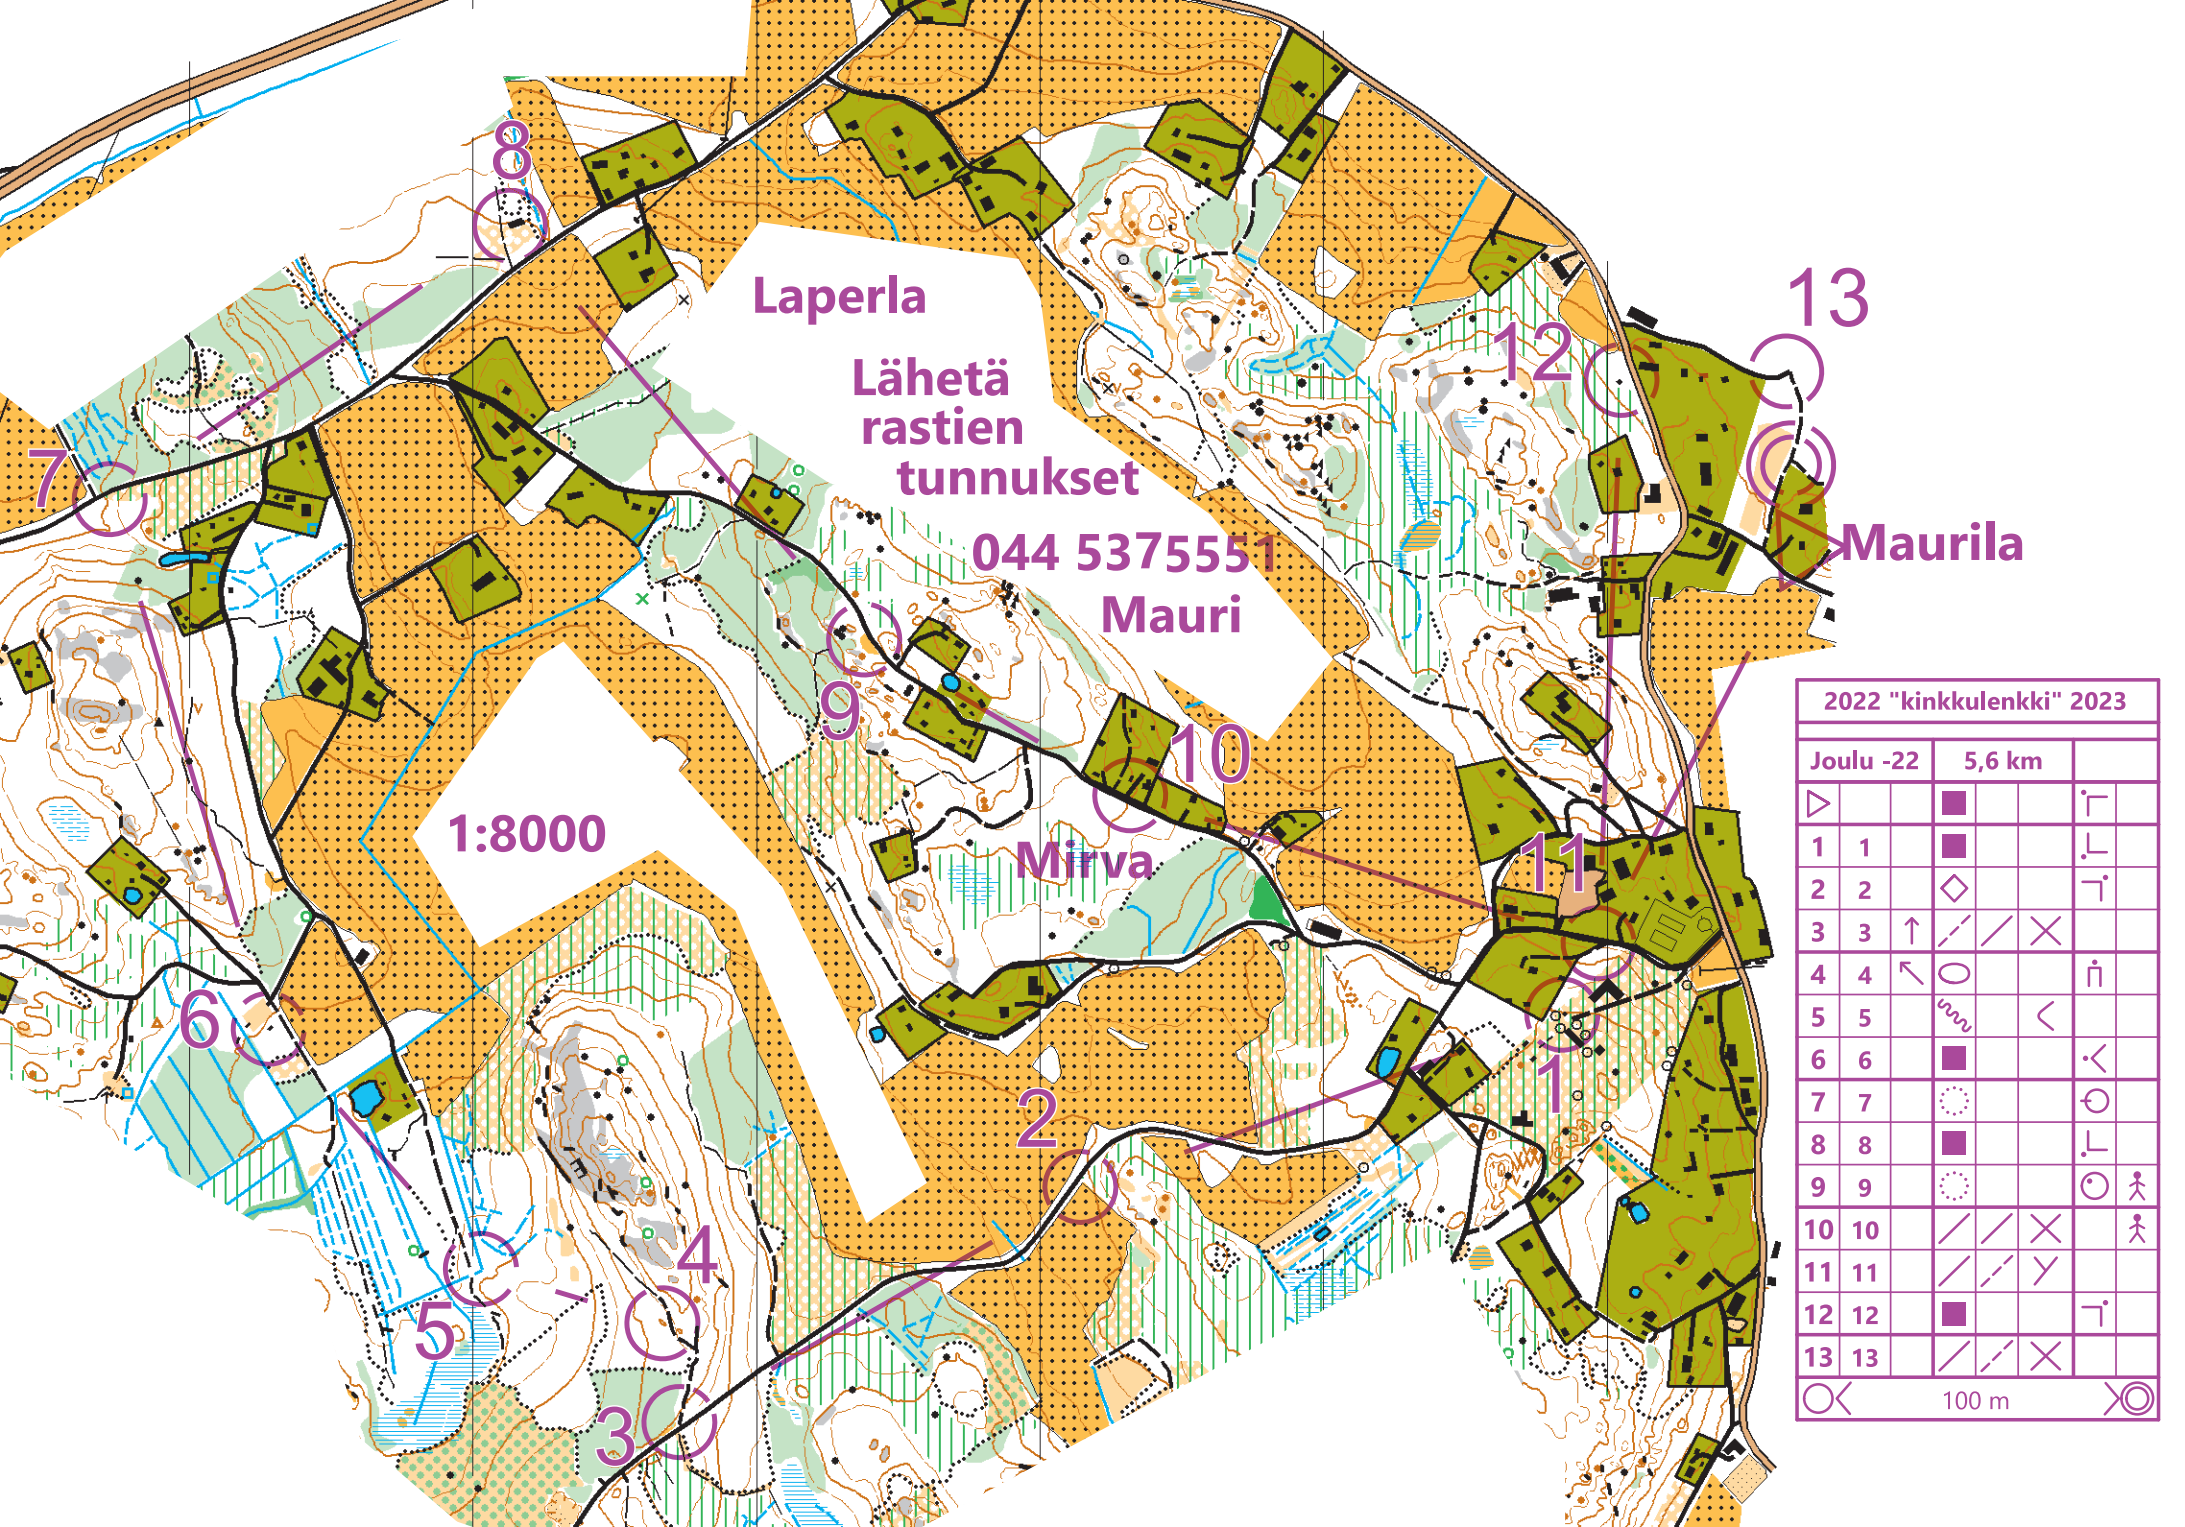 8
13
Laperla
12
Lähetä
rastien
7
tunnukset
044 5375551
Maurila
Mauri
9
10
1:8000
Mirva
11
6
1
2
4
5
3
2022 "kinkkulenkki" 2023
Joulu -22 5,6 km
1 1
2 2
3 3
4 4
5 5
6 6
7 7
8 8
9 9
10 10
11 11
12 12
13 13
100 m